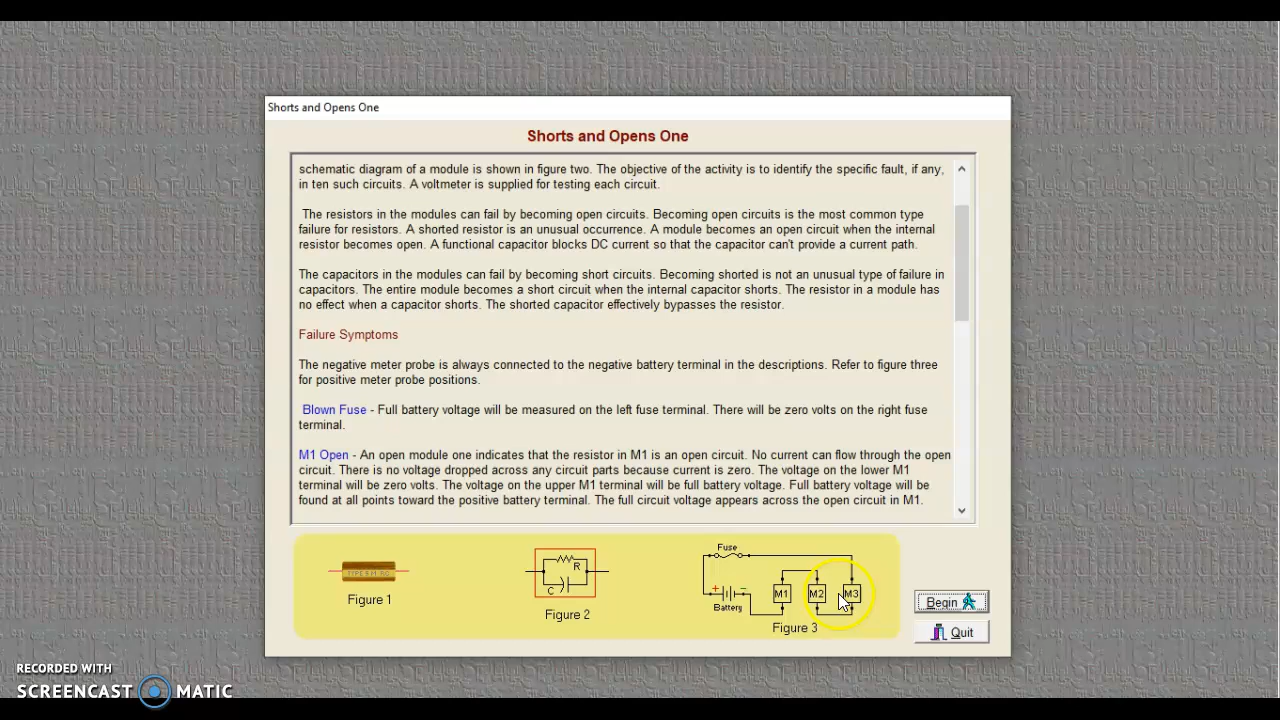 Shorts and Opens One
Shorts and Opens One
schematic diagram of a module is shown in figure two. The objective of the activity is to identify the specific fault, if any,
in ten such circuits. A voltmeter is supplied for testing each circuit.
The resistors in the modules can fail by becoming open circuits. Becoming open circuits is the most common type
failure for resistors. A shorted resistor is an unusual occurrence. A module becomes an open circuit when the internal
resistor becomes open. A functional capacitor blocks DC current so that the capacitor can't provide a current path.
The capacitors in the modules can fail by becoming short circuits. Becoming shorted is not an unusual type of failure in
capacitors. The entire module becomes a short circuit when the internal capacitor shorts. The resistor in a module has
no effect when a capacitor shorts. The shorted capacitor effectively bypasses the resistor.
Failure Symptoms
The negative meter probe is always connected to the negative battery terminal in the descriptions. Refer to figure three
for positive meter probe positions.
Blown Fuse - Full battery voltage will be measured on the left fuse terminal. There will be zero volts on the right fuse
terminal.
M1 Open - An open module one indicates that the resistor in M1 is an open circuit. No current can flow through the open
circuit. There is no voltage dropped across any circuit parts because current is zero. The voltage on the lower M1
terminal will be zero volts. The voltage on the upper M1 terminal will be full battery voltage. Full battery voltage will be
found at all points toward the positive battery terminal. The full circuit voltage appears across the open circuit in M1.
Figure 1
R
C
Figure 2
Fuse
+ -
M1 M2 M3
Battery
Figure 3
Begin
Quit
RECORDED WITH
SCREENCAST MATIC